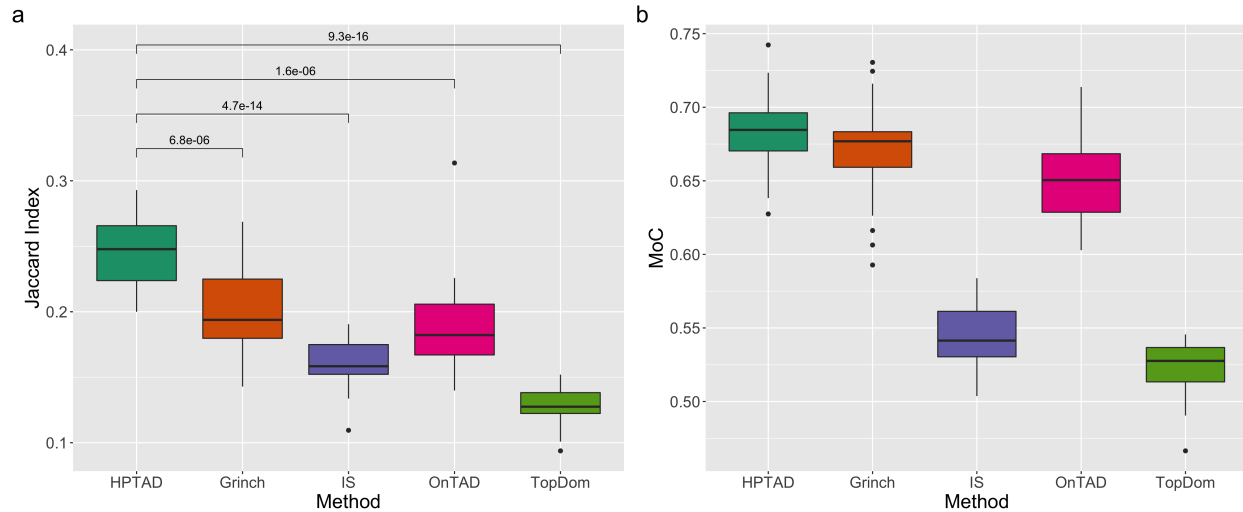 a
0.4
0.3
0.2
0.1
Jaccard Index
9.3e-16
1.6e-06
4.7e-14
6.8e-06
HPTAD Grinch IS OnTAD TopDom
Method
b
0.75
0.70
0.65
0.60
0.55
0.50
MoC
HPTAD Grinch IS OnTAD TopDom
Method